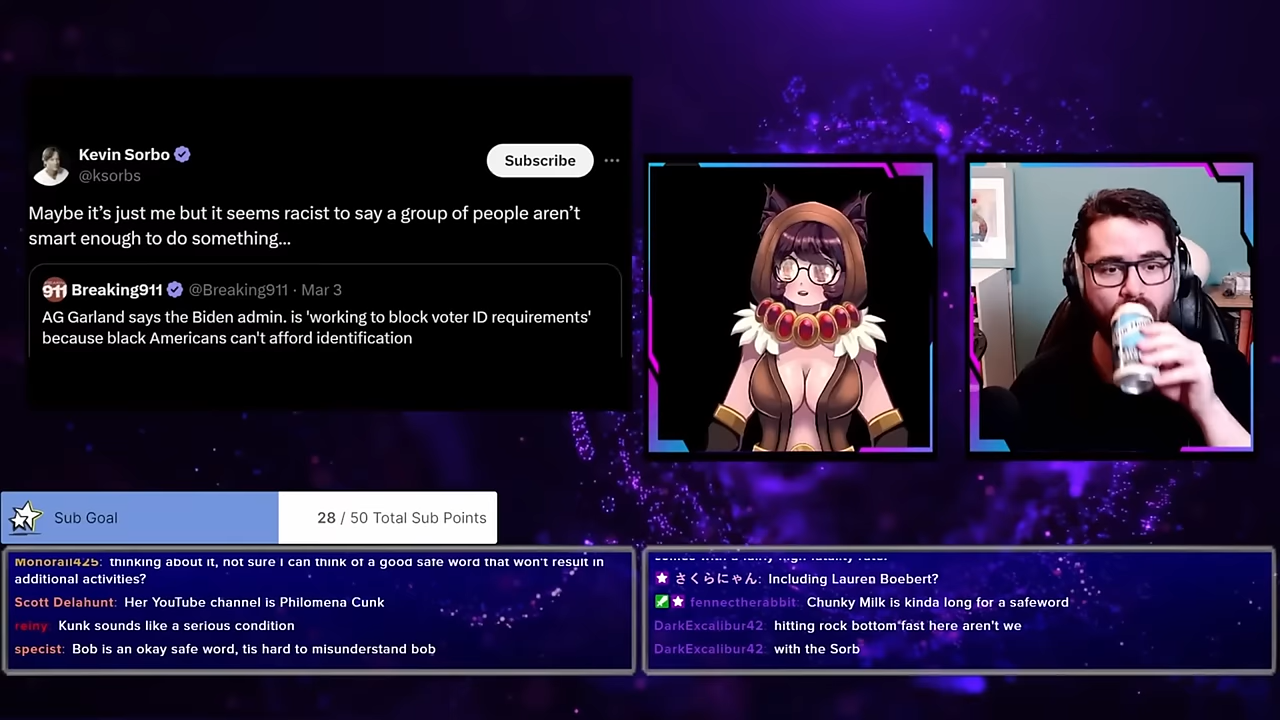 Kevin Sorbo
@ksorbs
Subscribe
Maybe it’s just me but it seems racist to say a group of people aren’t
smart enough to do something...
911
Breaking911 @Breaking911 · Mar 3
AG Garland says the Biden admin. is 'working to block voter ID requirements'
because black Americans can't afford identification
Sub Goal
28 / 50 Total Sub Points
Monorail425: thinking about it, not sure I can think of a good safe word that won't result in
additional activities?
Scott Delahunt: Her YouTube channel is Philomena Cunk
reiny: Kunk sounds like a serious condition
specist: Bob is an okay safe word, tis hard to misunderstand bob
さくらにゃん: Including Lauren Boebert?
fennectherabbit: Chunky Milk is kinda long for a safeword
DarkExcalibur42: hitting rock bottom fast here aren't we
DarkExcalibur42: with the Sorb